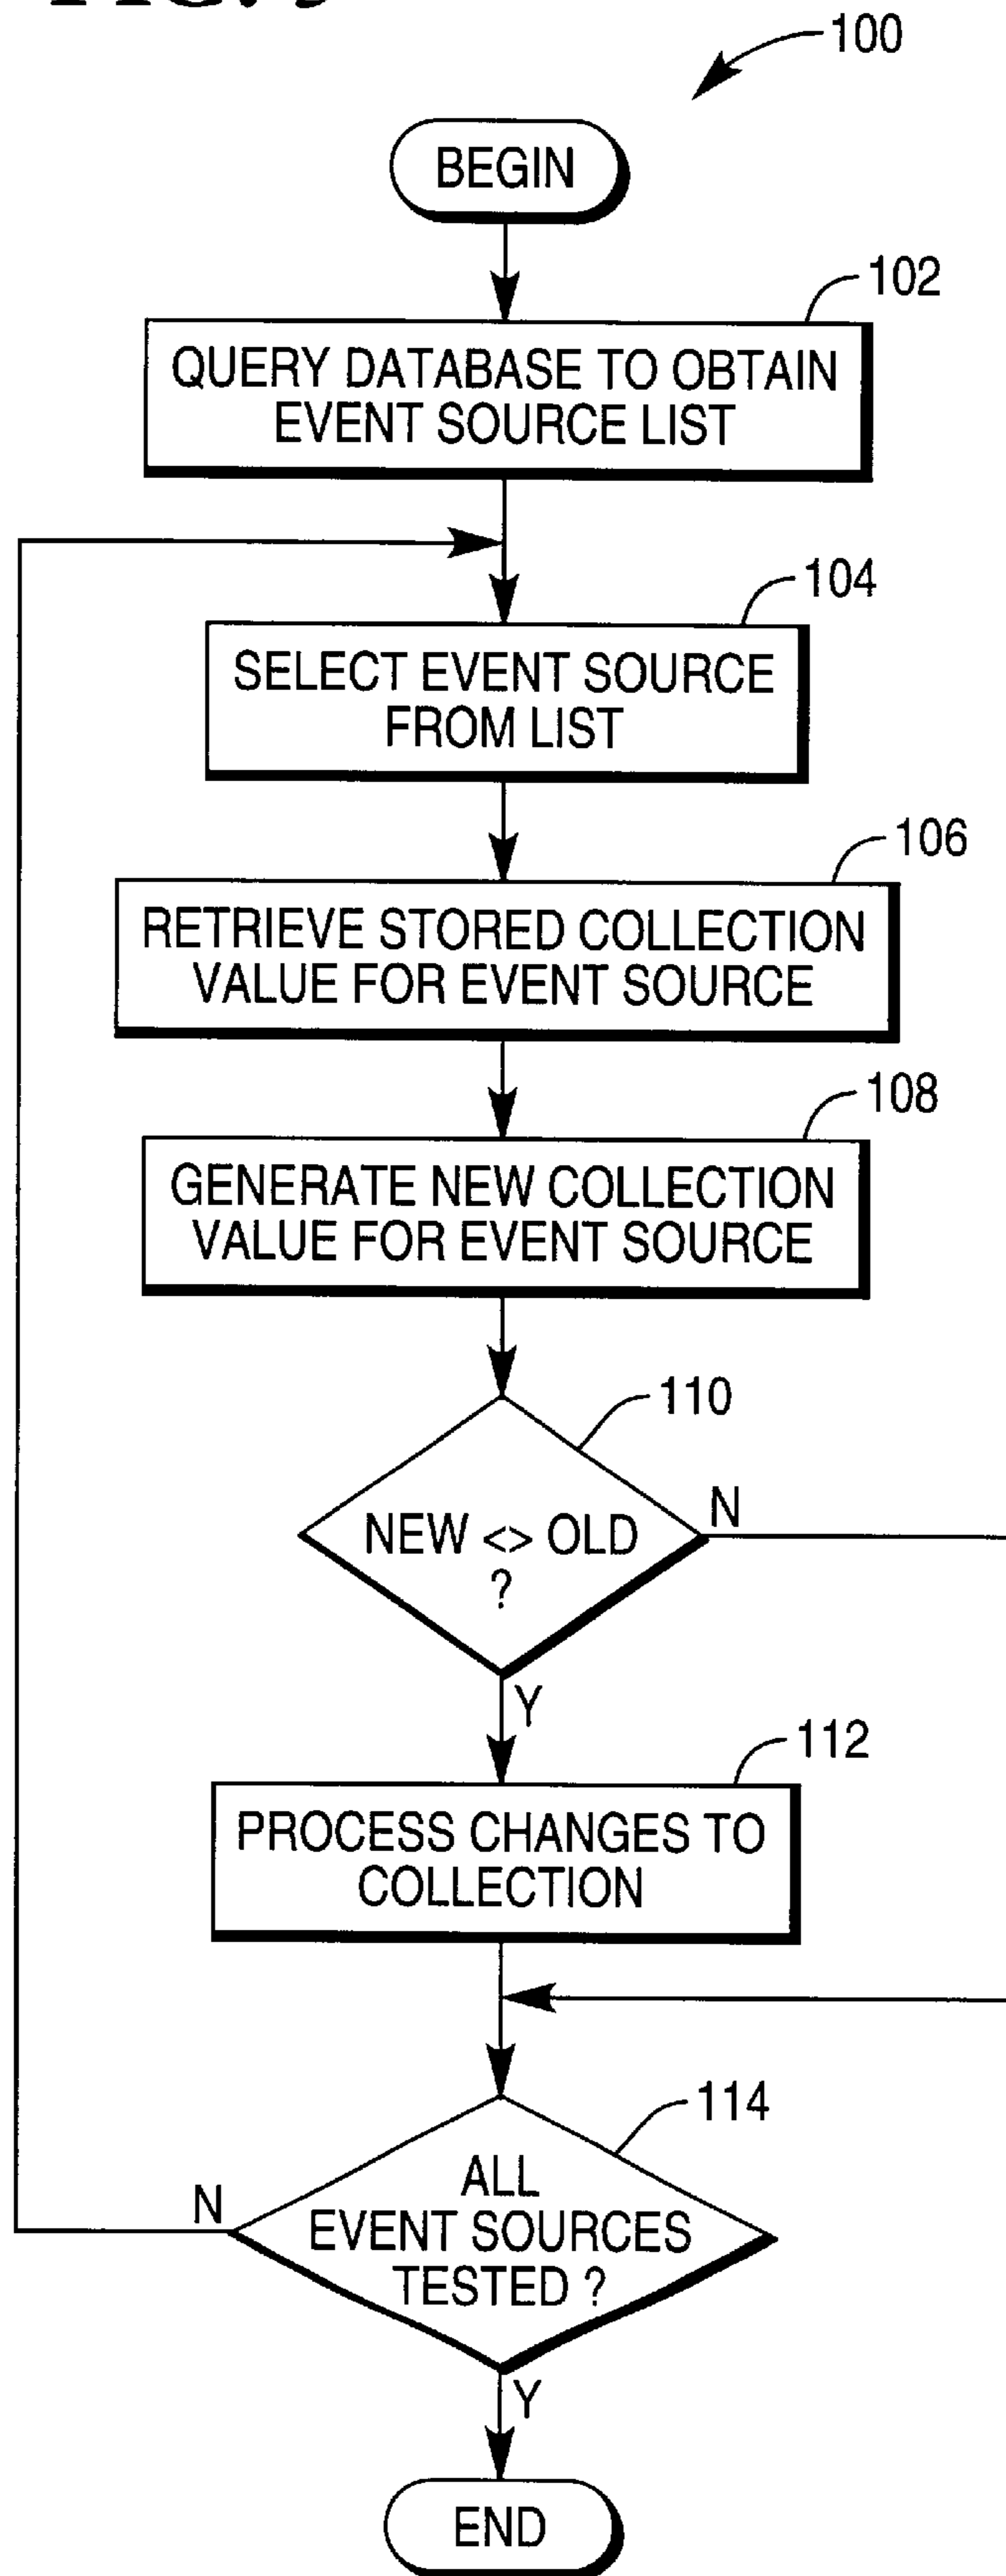 100
BEGIN
102
QUERY DATABASE TO OBTAIN
EVENT SOURCE LIST
104
SELECT EVENT SOURCE
FROM LIST
106
RETRIEVE STORED COLLECTION
VALUE FOR EVENT SOURCE
108
GENERATE NEW COLLECTION
VALUE FOR EVENT SOURCE
110
NEW <> OLD
?
N
Y
112
PROCESS CHANGES TO
COLLECTION
114
ALL
EVENT SOURCES
TESTED ?
N
Y
END